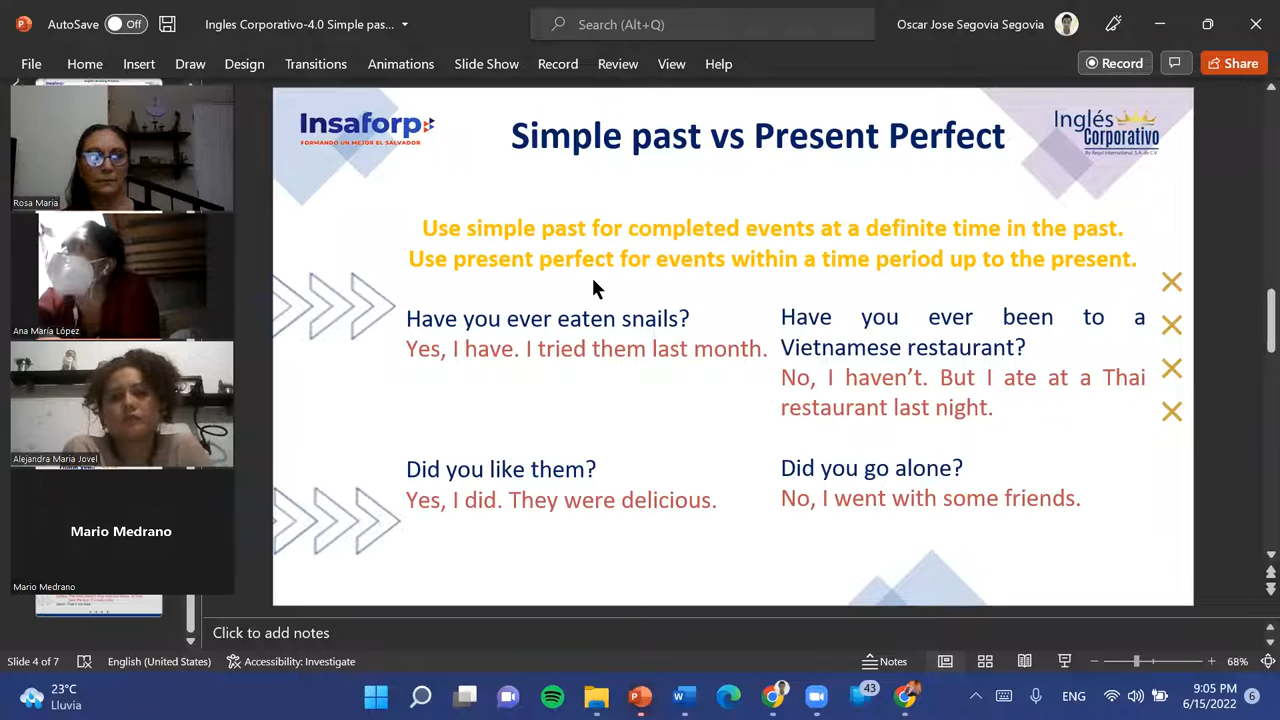 AutoSave Off Ingles Corporativo-4.0 Simple pas... Search (Alt+Q) Oscar Jose Segovia Segovia
File Home Insert Draw Design Transitions Animations Slide Show Record Review View Help Record Share
Rosa Maria
Ana María López
Alejandra Maria Jovel
Mario Medrano
Mario Medrano
Insaforp
FORMANDO UN MEJOR EL SALVADOR
Simple past vs Present Perfect
Inglés
Corporativo
By Regal International, S.A. de C.V.
Use simple past for completed events at a definite time in the past.
Use present perfect for events within a time period up to the present.
Have you ever eaten snails?
Yes, I have. I tried them last month.
Have you ever been to a
Vietnamese restaurant?
No, I haven't. But I ate at a Thai
restaurant last night.
Did you like them?
Yes, I did. They were delicious.
Did you go alone?
No, I went with some friends.
Click to add notes
Slide 4 of 7 English (United States) Accessibility: Investigate Notes 68%
23°C
Lluvia
43
ENG
9:05 PM
6/15/2022
6